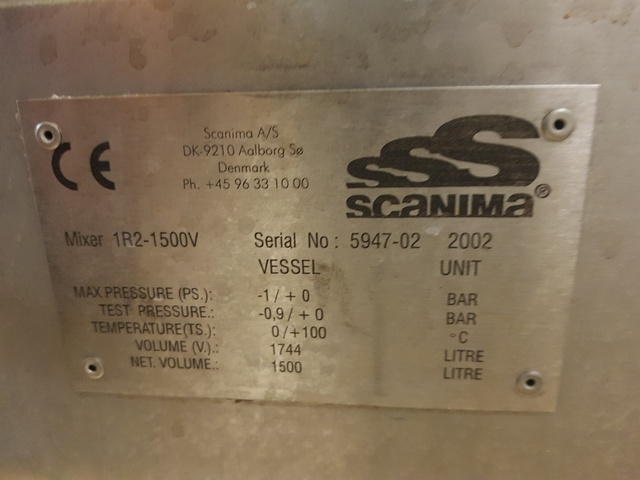 CE
Scanima A/S
DK-9210 Aalborg Sø
Denmark
Ph. +45 96 33 10 00
SSS
SCANIMA®
Mixer 1R2-1500V Serial No : 5947-02 2002
VESSEL UNIT
MAX PRESSURE (PS.): -1/+0 BAR
TEST PRESSURE.: -0,9/+0 BAR
TEMPERATURE(TS.): 0/+100 °C
VOLUME (V.).: 1744 LITRE
NET. VOLUME.: 1500 LITRE